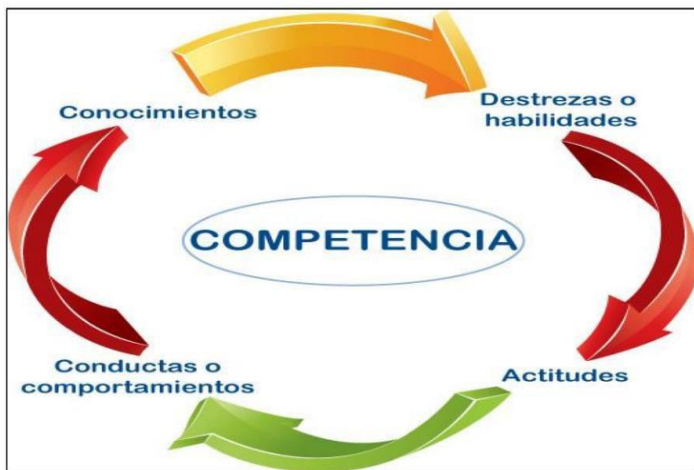 Conocimientos
Destrezas o
habilidades
COMPETENCIA
Conductas o
comportamientos
Actitudes